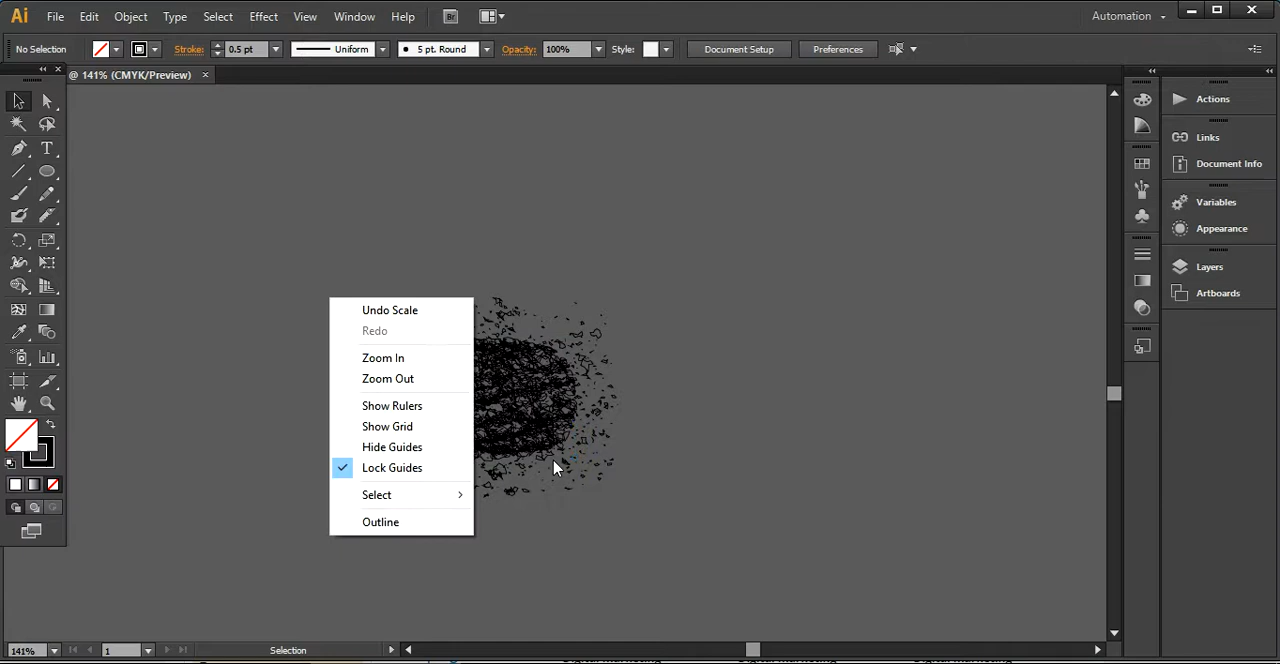 Ai File Edit Object Type Select Effect View Window Help Br Automation
No Selection Stroke: 0.5 pt Uniform 5 pt. Round Opacity: 100% Style: Document Setup Preferences
@ 141% (CMYK/Preview)
Actions
Links
Document Info
Variables
Appearance
Layers
Artboards
Undo Scale
Redo
Zoom In
Zoom Out
Show Rulers
Show Grid
Hide Guides
Lock Guides
Select
Outline
T
141% 1 Selection